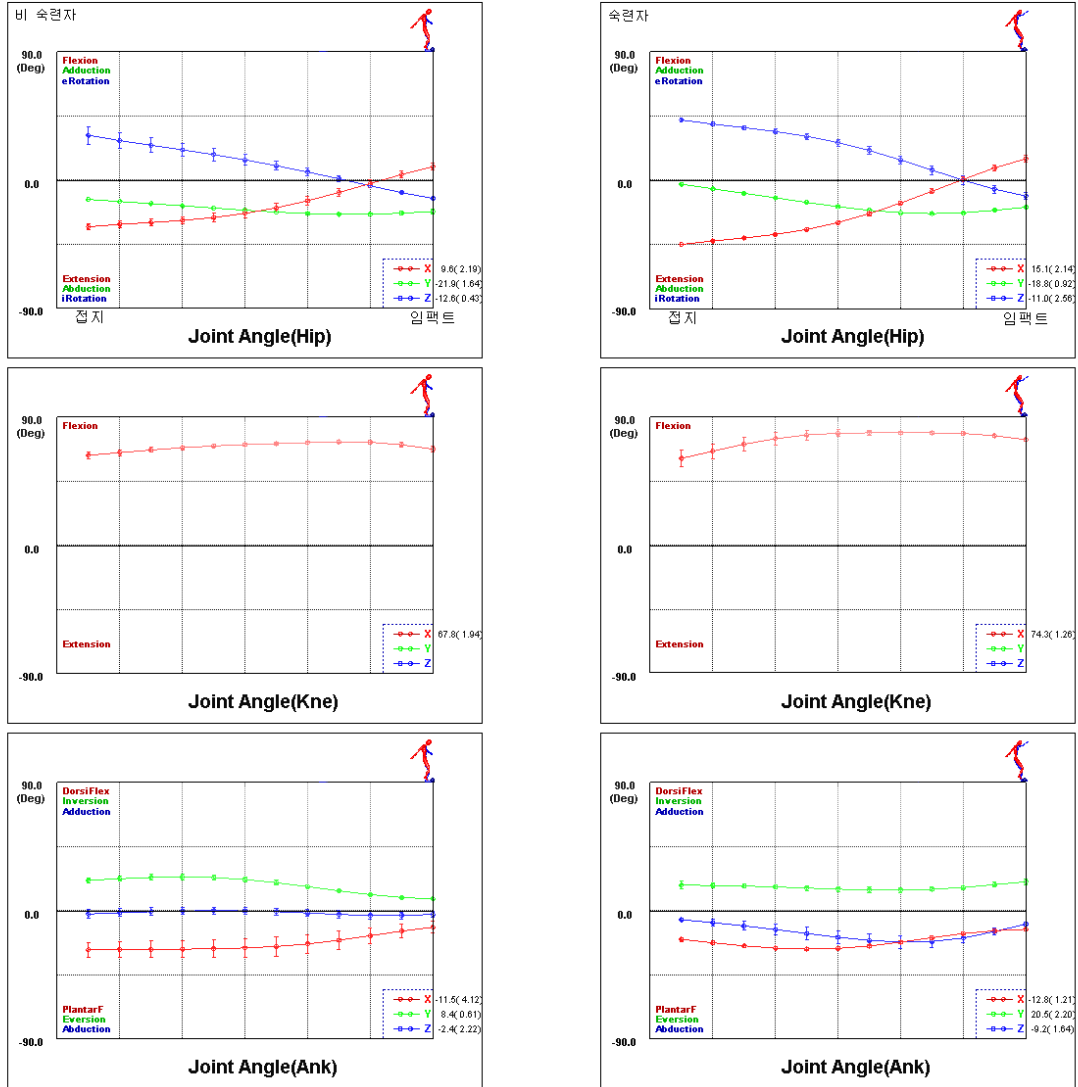 비 숙련자
90.0
(Deg)
Flexion
Adduction
eRotation
0.0
Extension
Abduction
iRotation
-90.0
X 9.6( 2.19)
Y -21.9( 1.64)
Z -12.6( 0.43)
접지
임팩트
Joint Angle(Hip)
숙련자
90.0
(Deg)
Flexion
Adduction
eRotation
0.0
Extension
Abduction
iRotation
-90.0
X 15.1( 2.14)
Y -18.8( 0.92)
Z -11.0( 2.56)
접지
임팩트
Joint Angle(Hip)
90.0
(Deg)
Flexion
0.0
Extension
-90.0
X 67.8( 1.94)
Y
Z
Joint Angle(Kne)
90.0
(Deg)
Flexion
0.0
Extension
-90.0
X 74.3( 1.26)
Y
Z
Joint Angle(Kne)
90.0
(Deg)
DorsiFlex
Inversion
Adduction
0.0
PlantarF
Eversion
Abduction
-90.0
X -11.5( 4.12)
Y 8.4( 0.61)
Z -2.4( 2.22)
Joint Angle(Ank)
90.0
(Deg)
DorsiFlex
Inversion
Adduction
0.0
PlantarF
Eversion
Abduction
-90.0
X -12.8( 1.21)
Y 20.5( 2.20)
Z -9.2( 1.64)
Joint Angle(Ank)